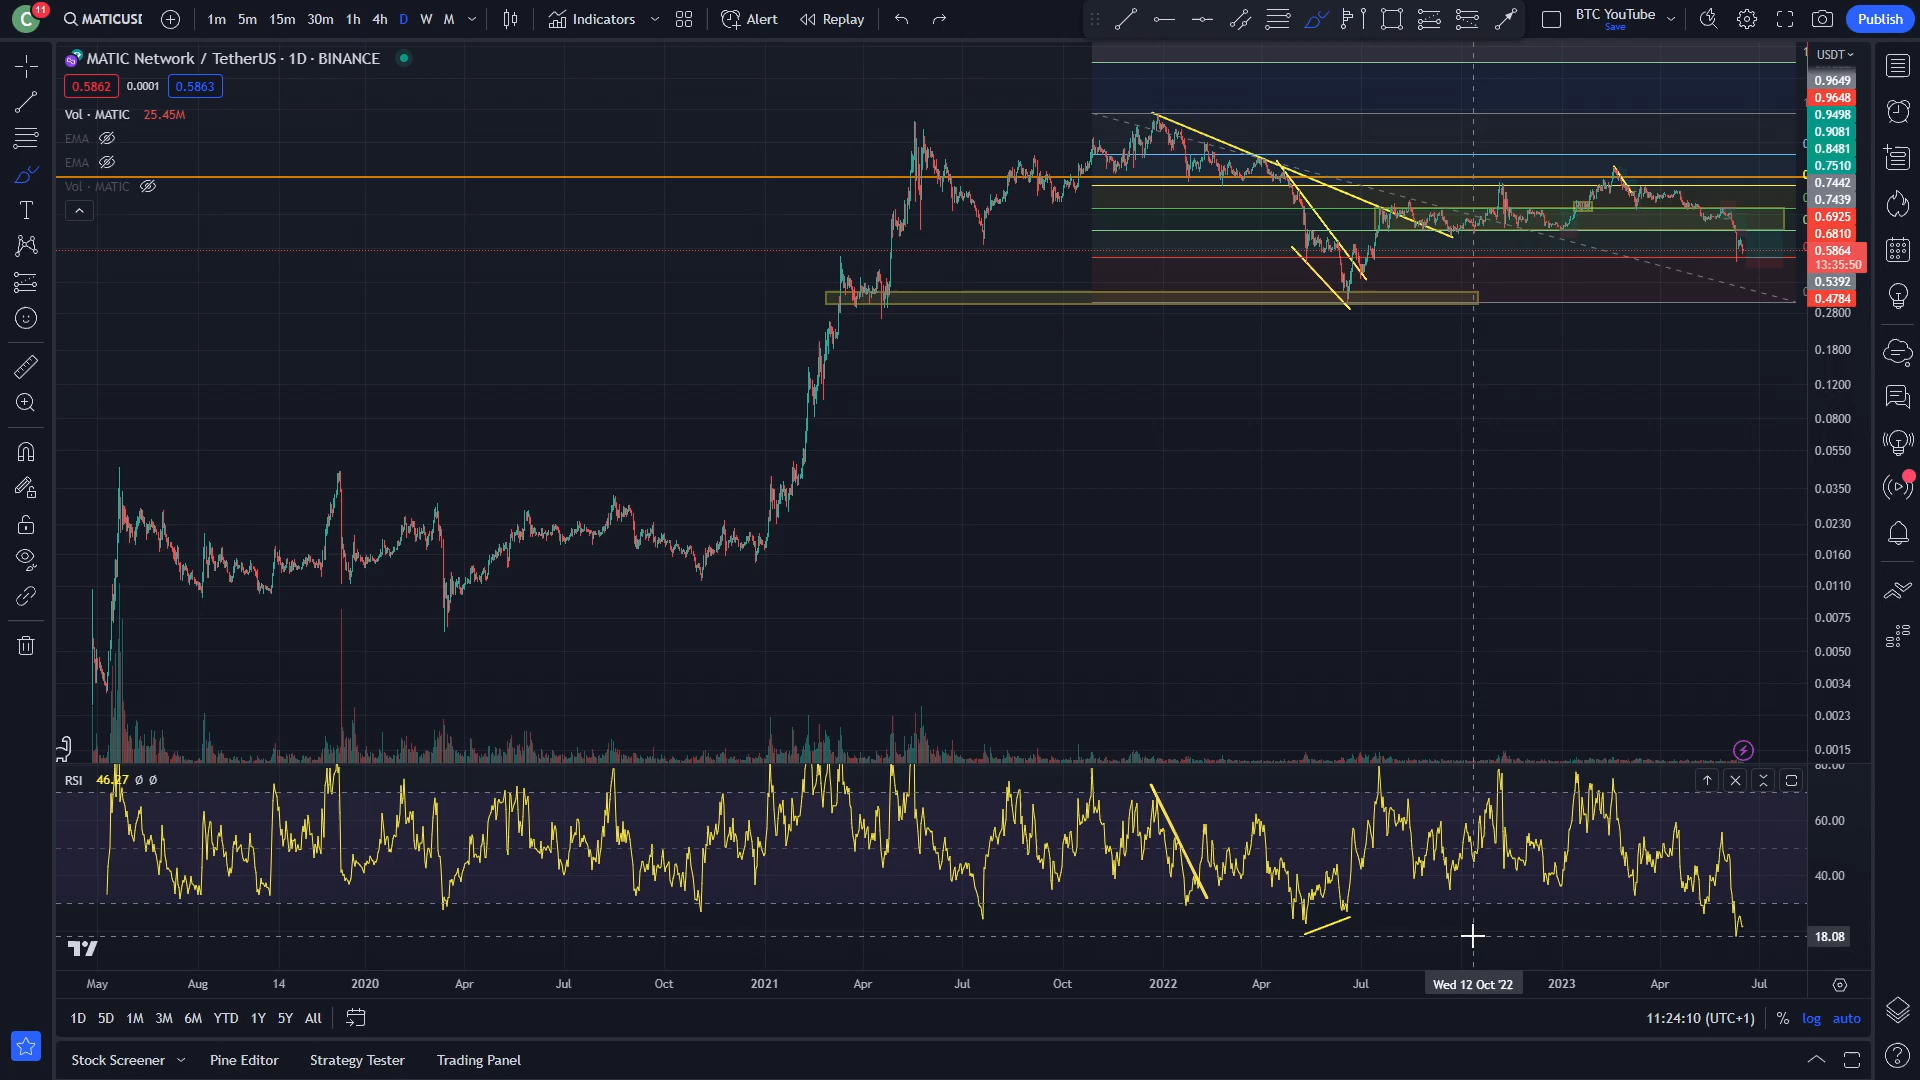 C 11 MATICUSI 1m 5m 15m 30m 1h 4h D W M Indicators Alert Replay BTC YouTube Save Publish
MATIC Network / TetherUS · 1D · BINANCE
USDT
0.5862 0.0001 0.5863
Vol · MATIC 25.45M
EMA
EMA
Vol · MATIC
0.9649
0.9648
0.9498
0.9081
0.8481
0.7510
0.7442
0.7439
0.6925
0.6810
0.5864
13:35:50
0.5392
0.4784
0.2800
0.1800
0.1200
0.0800
0.0550
0.0350
0.0230
0.0160
0.0110
0.0075
0.0050
0.0034
0.0023
0.0015
RSI 46.27 Ø Ø
80.00
60.00
40.00
18.08
May Aug 14 2020 Apr Jul Oct 2021 Apr Jul Oct 2022 Apr Jul Wed 12 Oct '22 2023 Apr Jul
1D 5D 1M 3M 6M YTD 1Y 5Y All 11:24:10 (UTC+1) % log auto
Stock Screener Pine Editor Strategy Tester Trading Panel